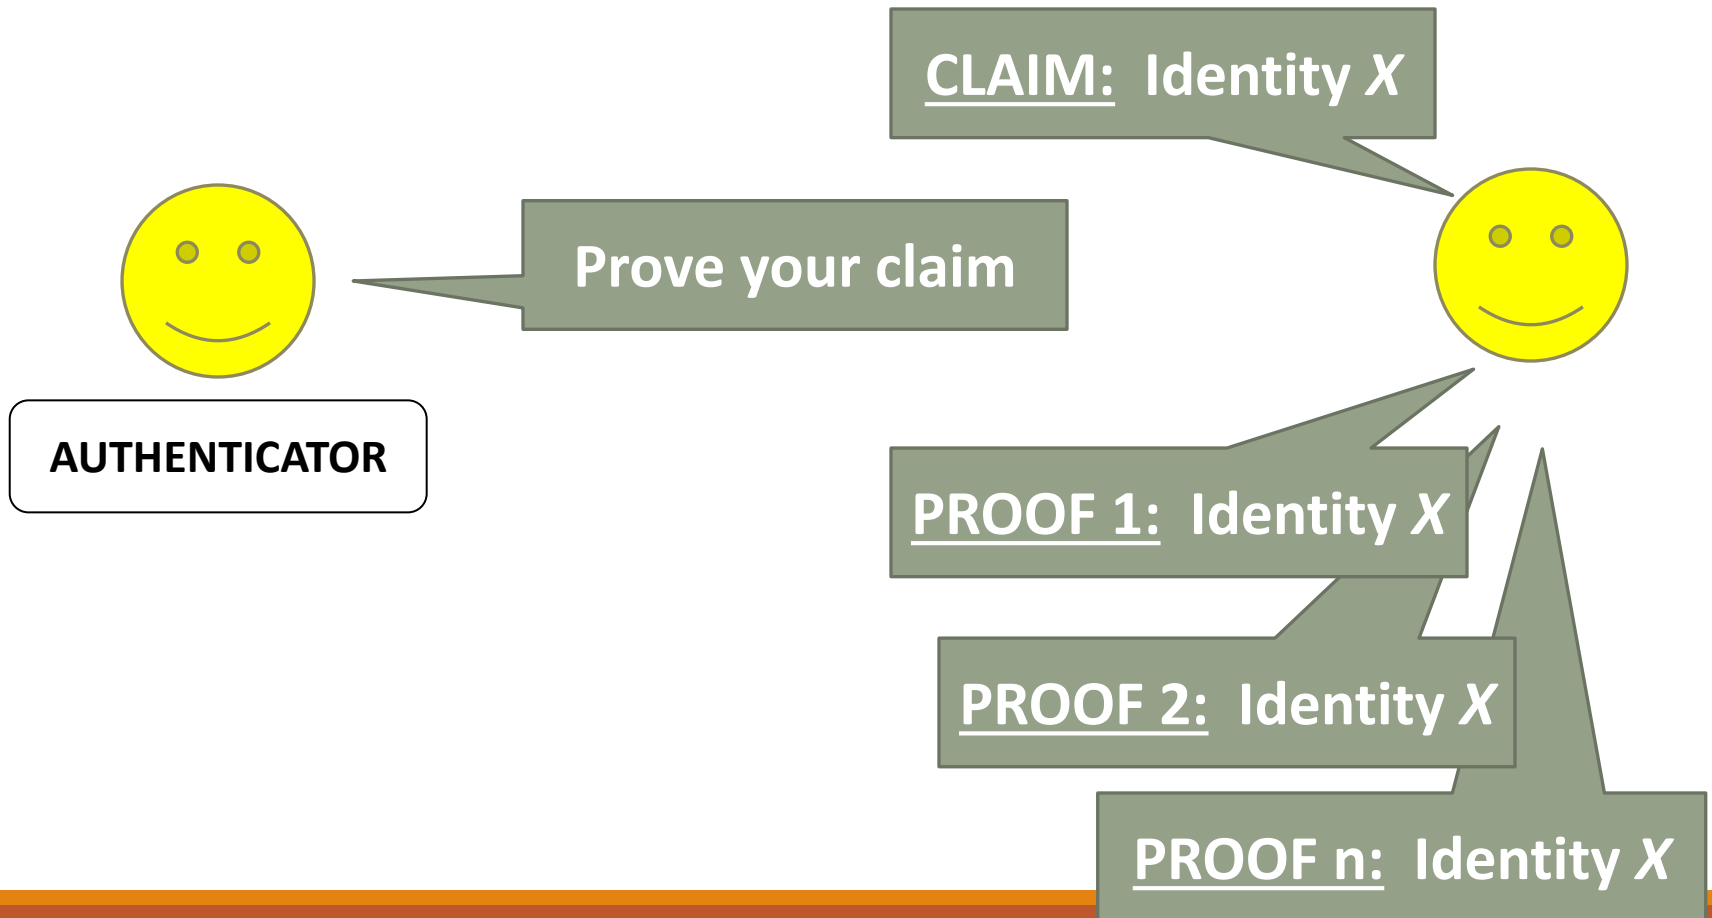 CLAIM: Identity X
Prove your claim
AUTHENTICATOR
PROOF 1: Identity X
PROOF 2: Identity X
PROOF n: Identity X